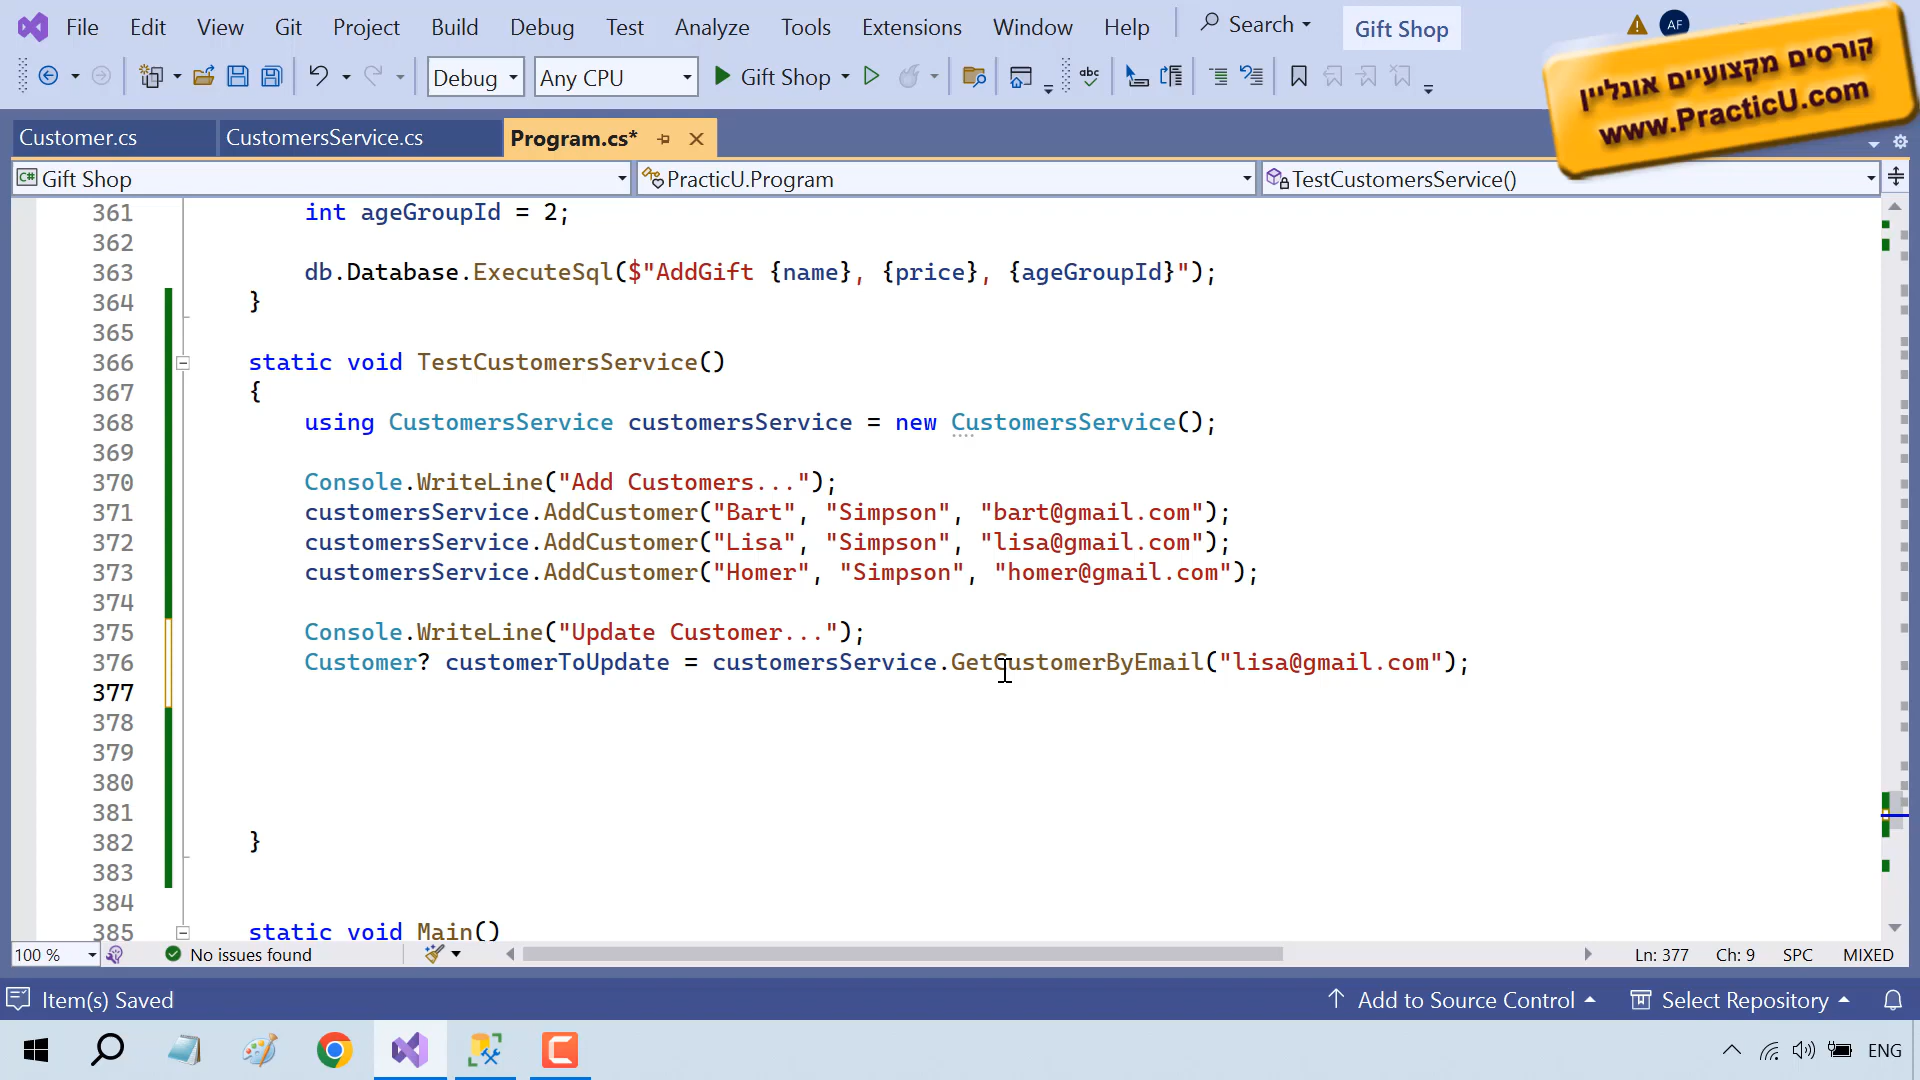 File Edit View Git Project Build Debug Test Analyze Tools Extensions Window Help Search Gift Shop AF
Debug Any CPU Gift Shop
קורסים מקצועיים אונליין
www.PracticU.com
Customer.cs CustomersService.cs Program.cs*
C# Gift Shop PracticU.Program TestCustomersService()
361 int ageGroupId = 2;
362
363 db.Database.ExecuteSql($"AddGift {name}, {price}, {ageGroupId}");
364 }
365
366 static void TestCustomersService()
367 {
368 using CustomersService customersService = new CustomersService();
369
370 Console.WriteLine("Add Customers...");
371 customersService.AddCustomer("Bart", "Simpson", "bart@gmail.com");
372 customersService.AddCustomer("Lisa", "Simpson", "lisa@gmail.com");
373 customersService.AddCustomer("Homer", "Simpson", "homer@gmail.com");
374
375 Console.WriteLine("Update Customer...");
376 Customer? customerToUpdate = customersService.GetCustomerByEmail("lisa@gmail.com");
377
378
379
380
381
382 }
383
384
385 static void Main()
100 % No issues found Ln: 377 Ch: 9 SPC MIXED
Item(s) Saved Add to Source Control Select Repository
ENG